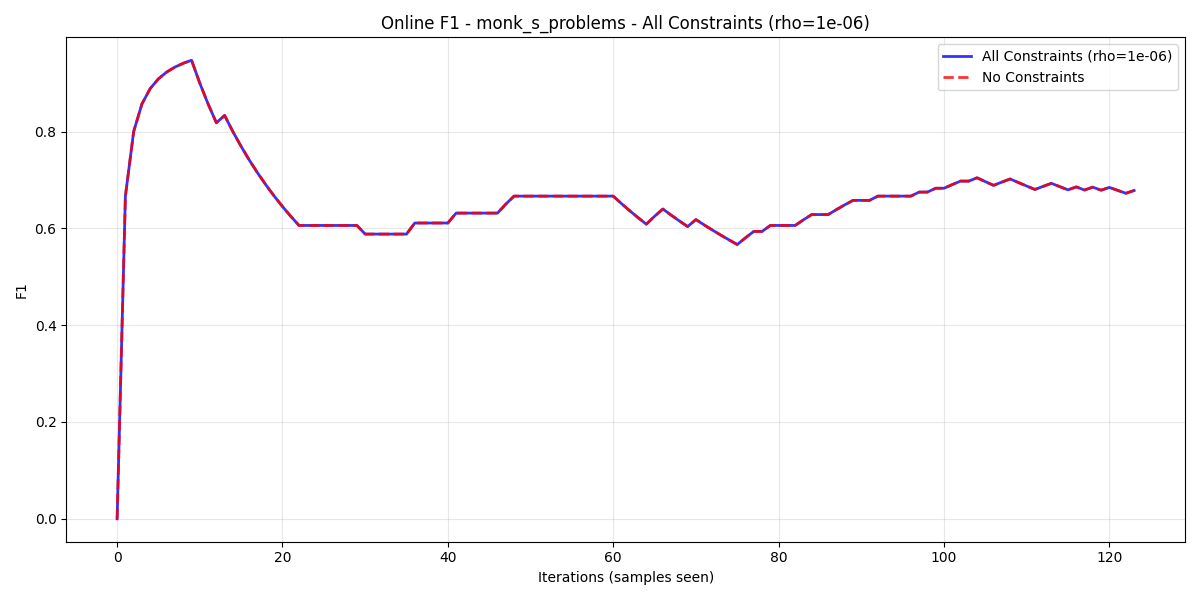 Online F1 - monk_s_problems - All Constraints (rho=1e-06)
All Constraints (rho=1e-06)
No Constraints
F1
0.8
0.6
0.4
0.2
0.0
0 20 40 60 80 100 120
Iterations (samples seen)